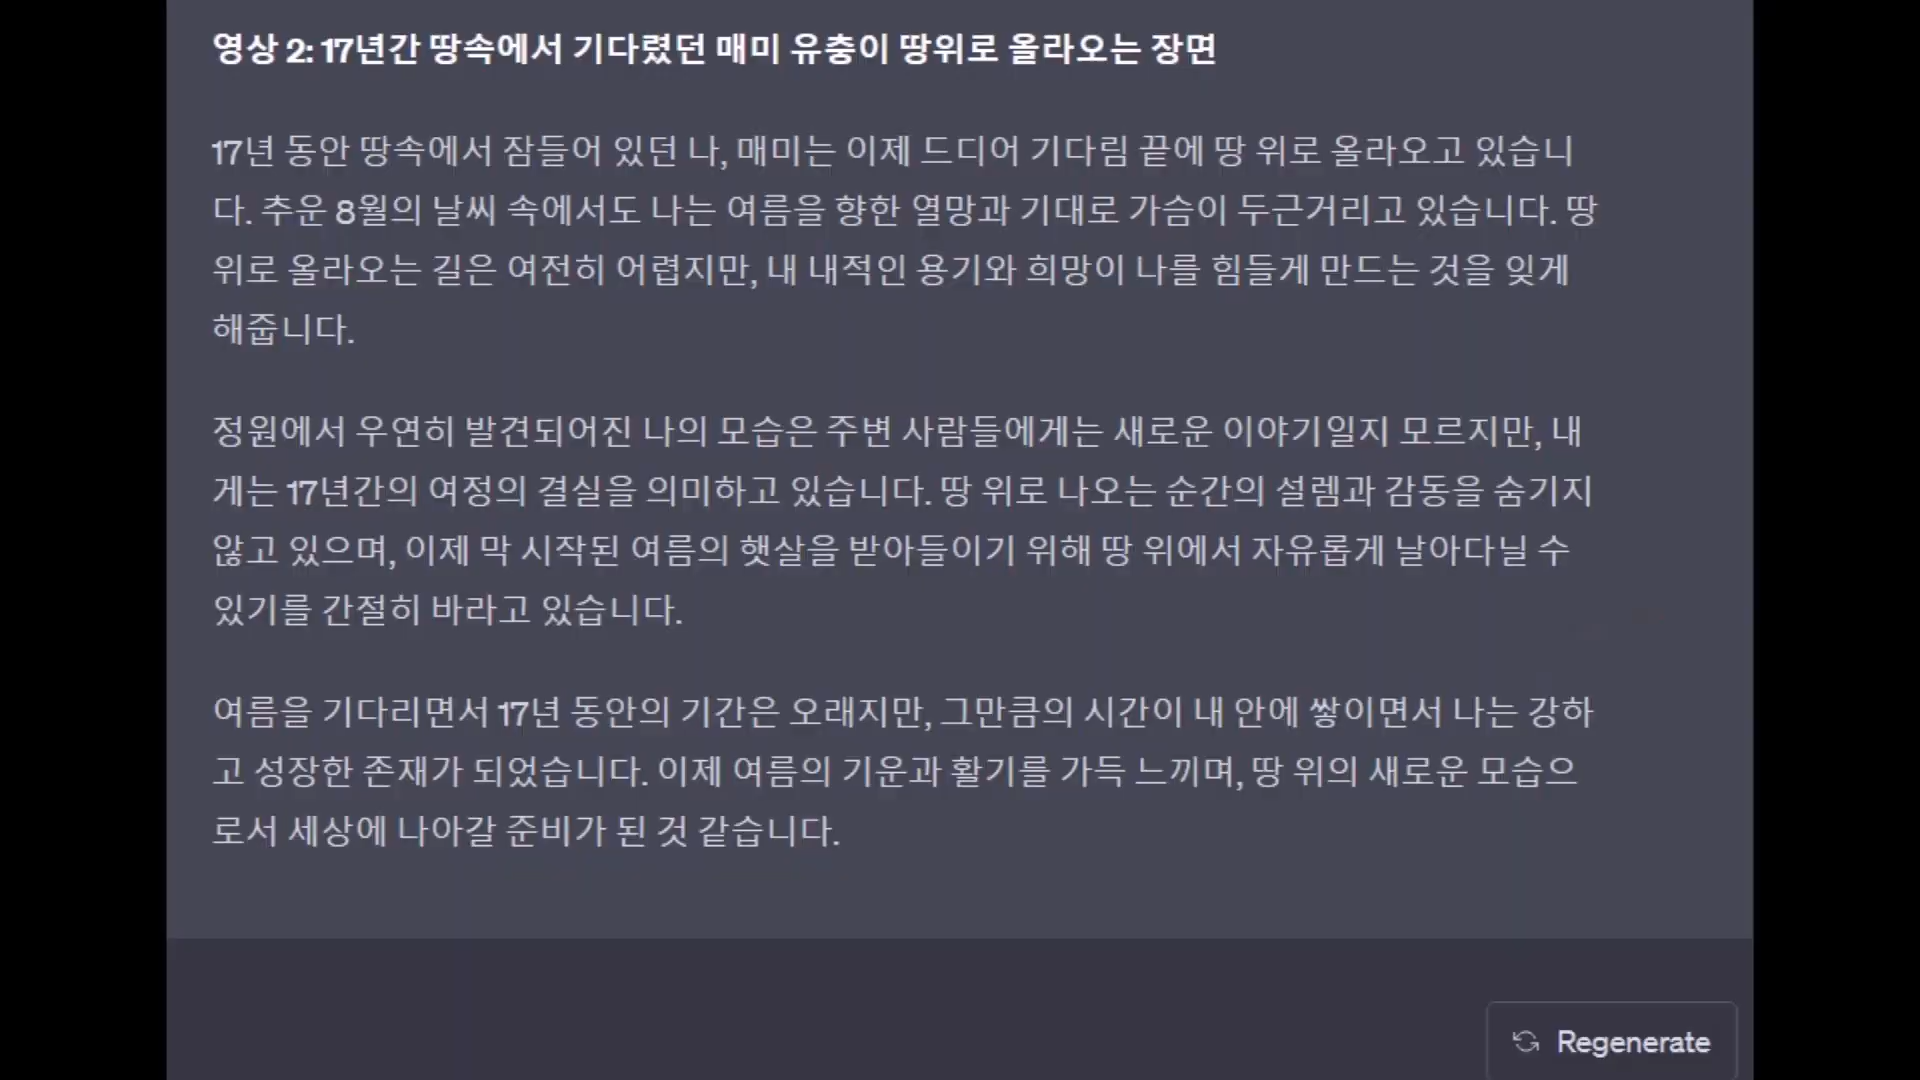 영상 2: 17년간 땅속에서 기다렸던 매미 유충이 땅위로 올라오는 장면
17년 동안 땅속에서 잠들어 있던 나, 매미는 이제 드디어 기다림 끝에 땅 위로 올라오고 있습니
다. 추운 8월의 날씨 속에서도 나는 여름을 향한 열망과 기대로 가슴이 두근거리고 있습니다. 땅
위로 올라오는 길은 여전히 어렵지만, 내 내적인 용기와 희망이 나를 힘들게 만드는 것을 잊게
해줍니다.
정원에서 우연히 발견되어진 나의 모습은 주변 사람들에게는 새로운 이야기일지 모르지만, 내
게는 17년간의 여정의 결실을 의미하고 있습니다. 땅 위로 나오는 순간의 설렘과 감동을 숨기지
않고 있으며, 이제 막 시작된 여름의 햇살을 받아들이기 위해 땅 위에서 자유롭게 날아다닐 수
있기를 간절히 바라고 있습니다.
여름을 기다리면서 17년 동안의 기간은 오래지만, 그만큼의 시간이 내 안에 쌓이면서 나는 강하
고 성장한 존재가 되었습니다. 이제 여름의 기운과 활기를 가득 느끼며, 땅 위의 새로운 모습으
로서 세상에 나아갈 준비가 된 것 같습니다.
Regenerate